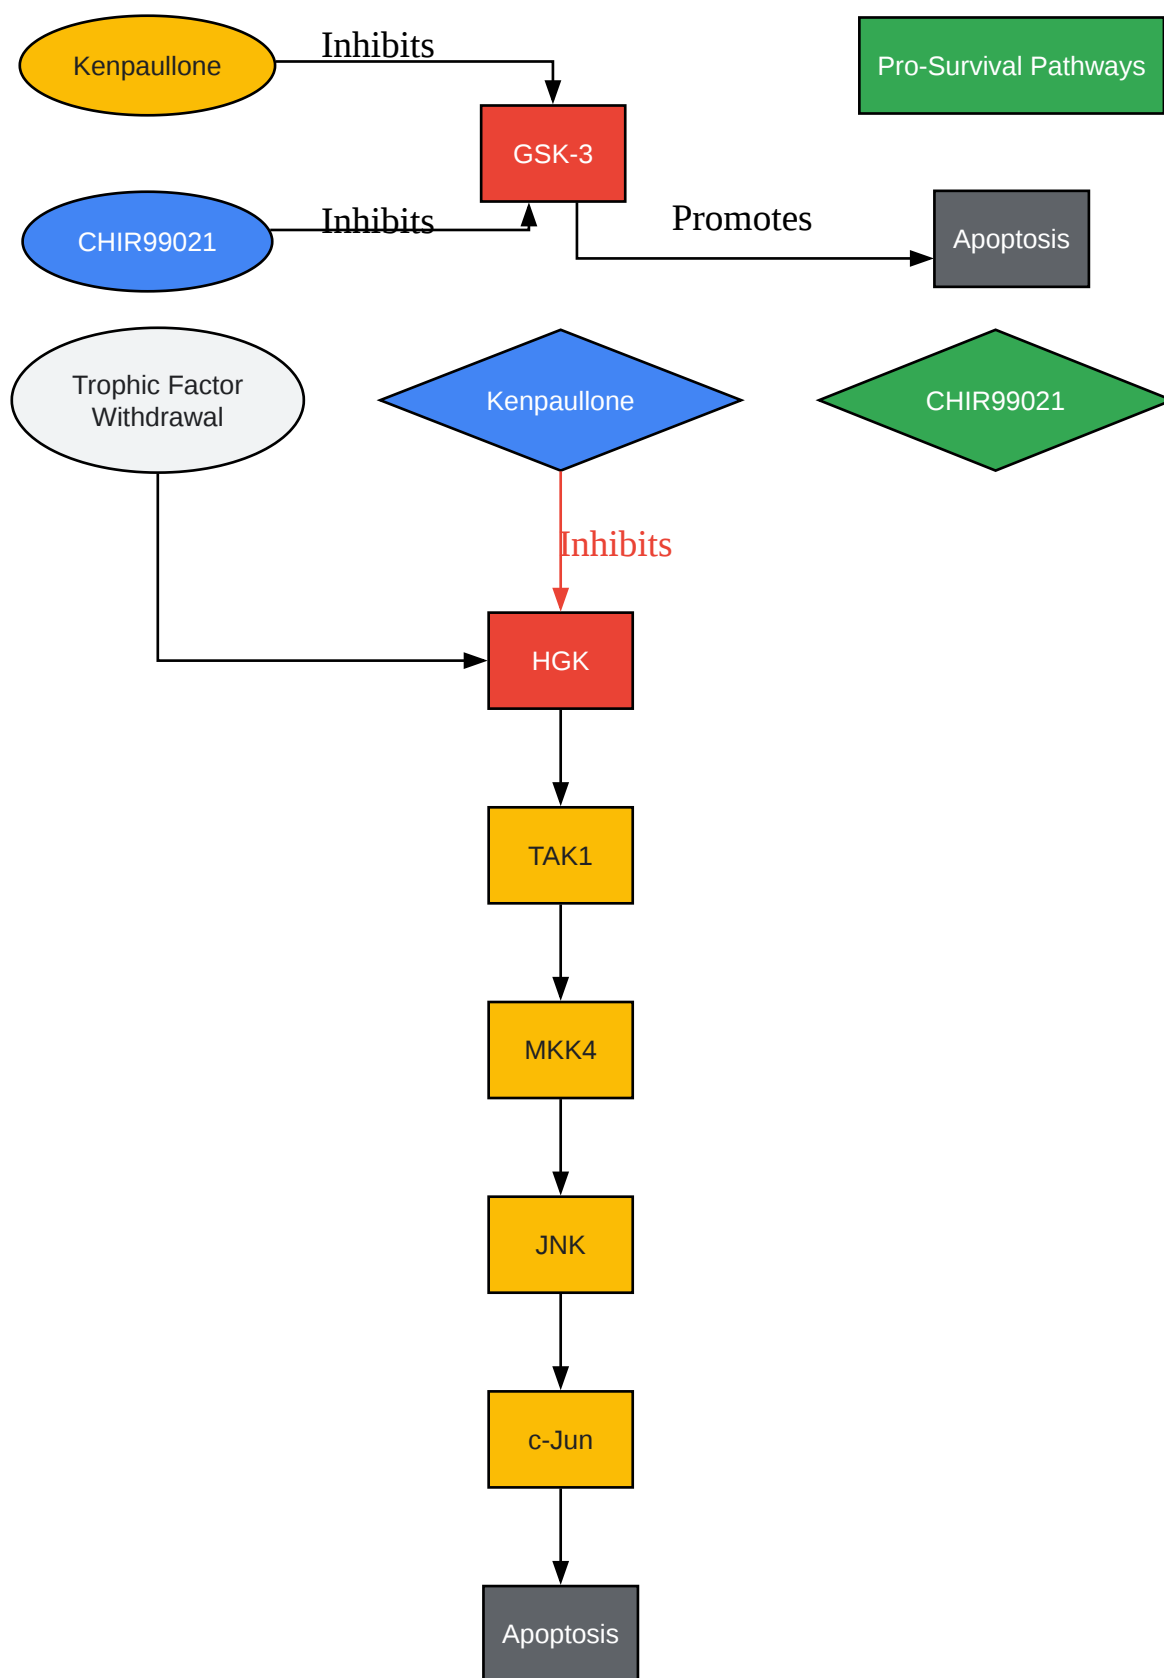 Kenpaullone
Inhibits
Pro-Survival Pathways
GSK-3
CHIR99021
Inhibits
Promotes
Apoptosis
Trophic Factor
Withdrawal
Kenpaullone
CHIR99021
Inhibits
HGK
TAK1
MKK4
JNK
c-Jun
Apoptosis